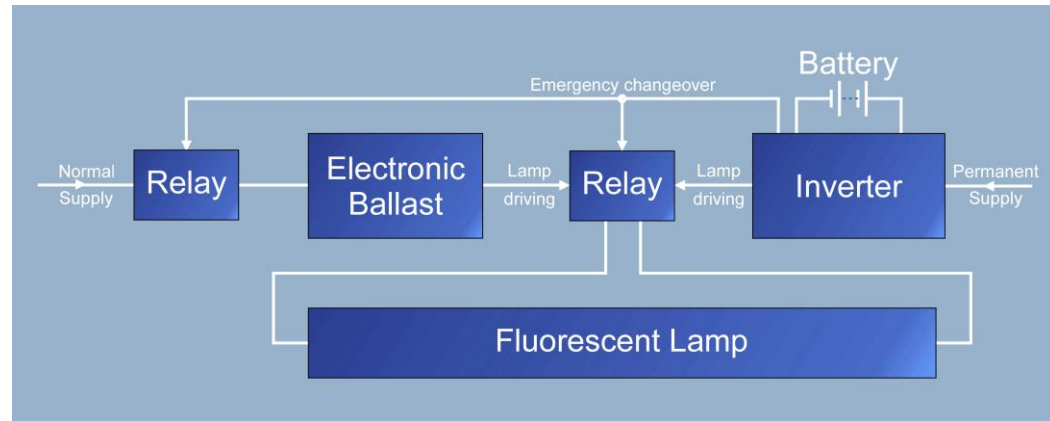 Battery
Emergency changeover
Normal
Supply
Relay
Electronic
Ballast
Lamp
driving
Relay
Lamp
driving
Inverter
Permanent
Supply
Fluorescent Lamp